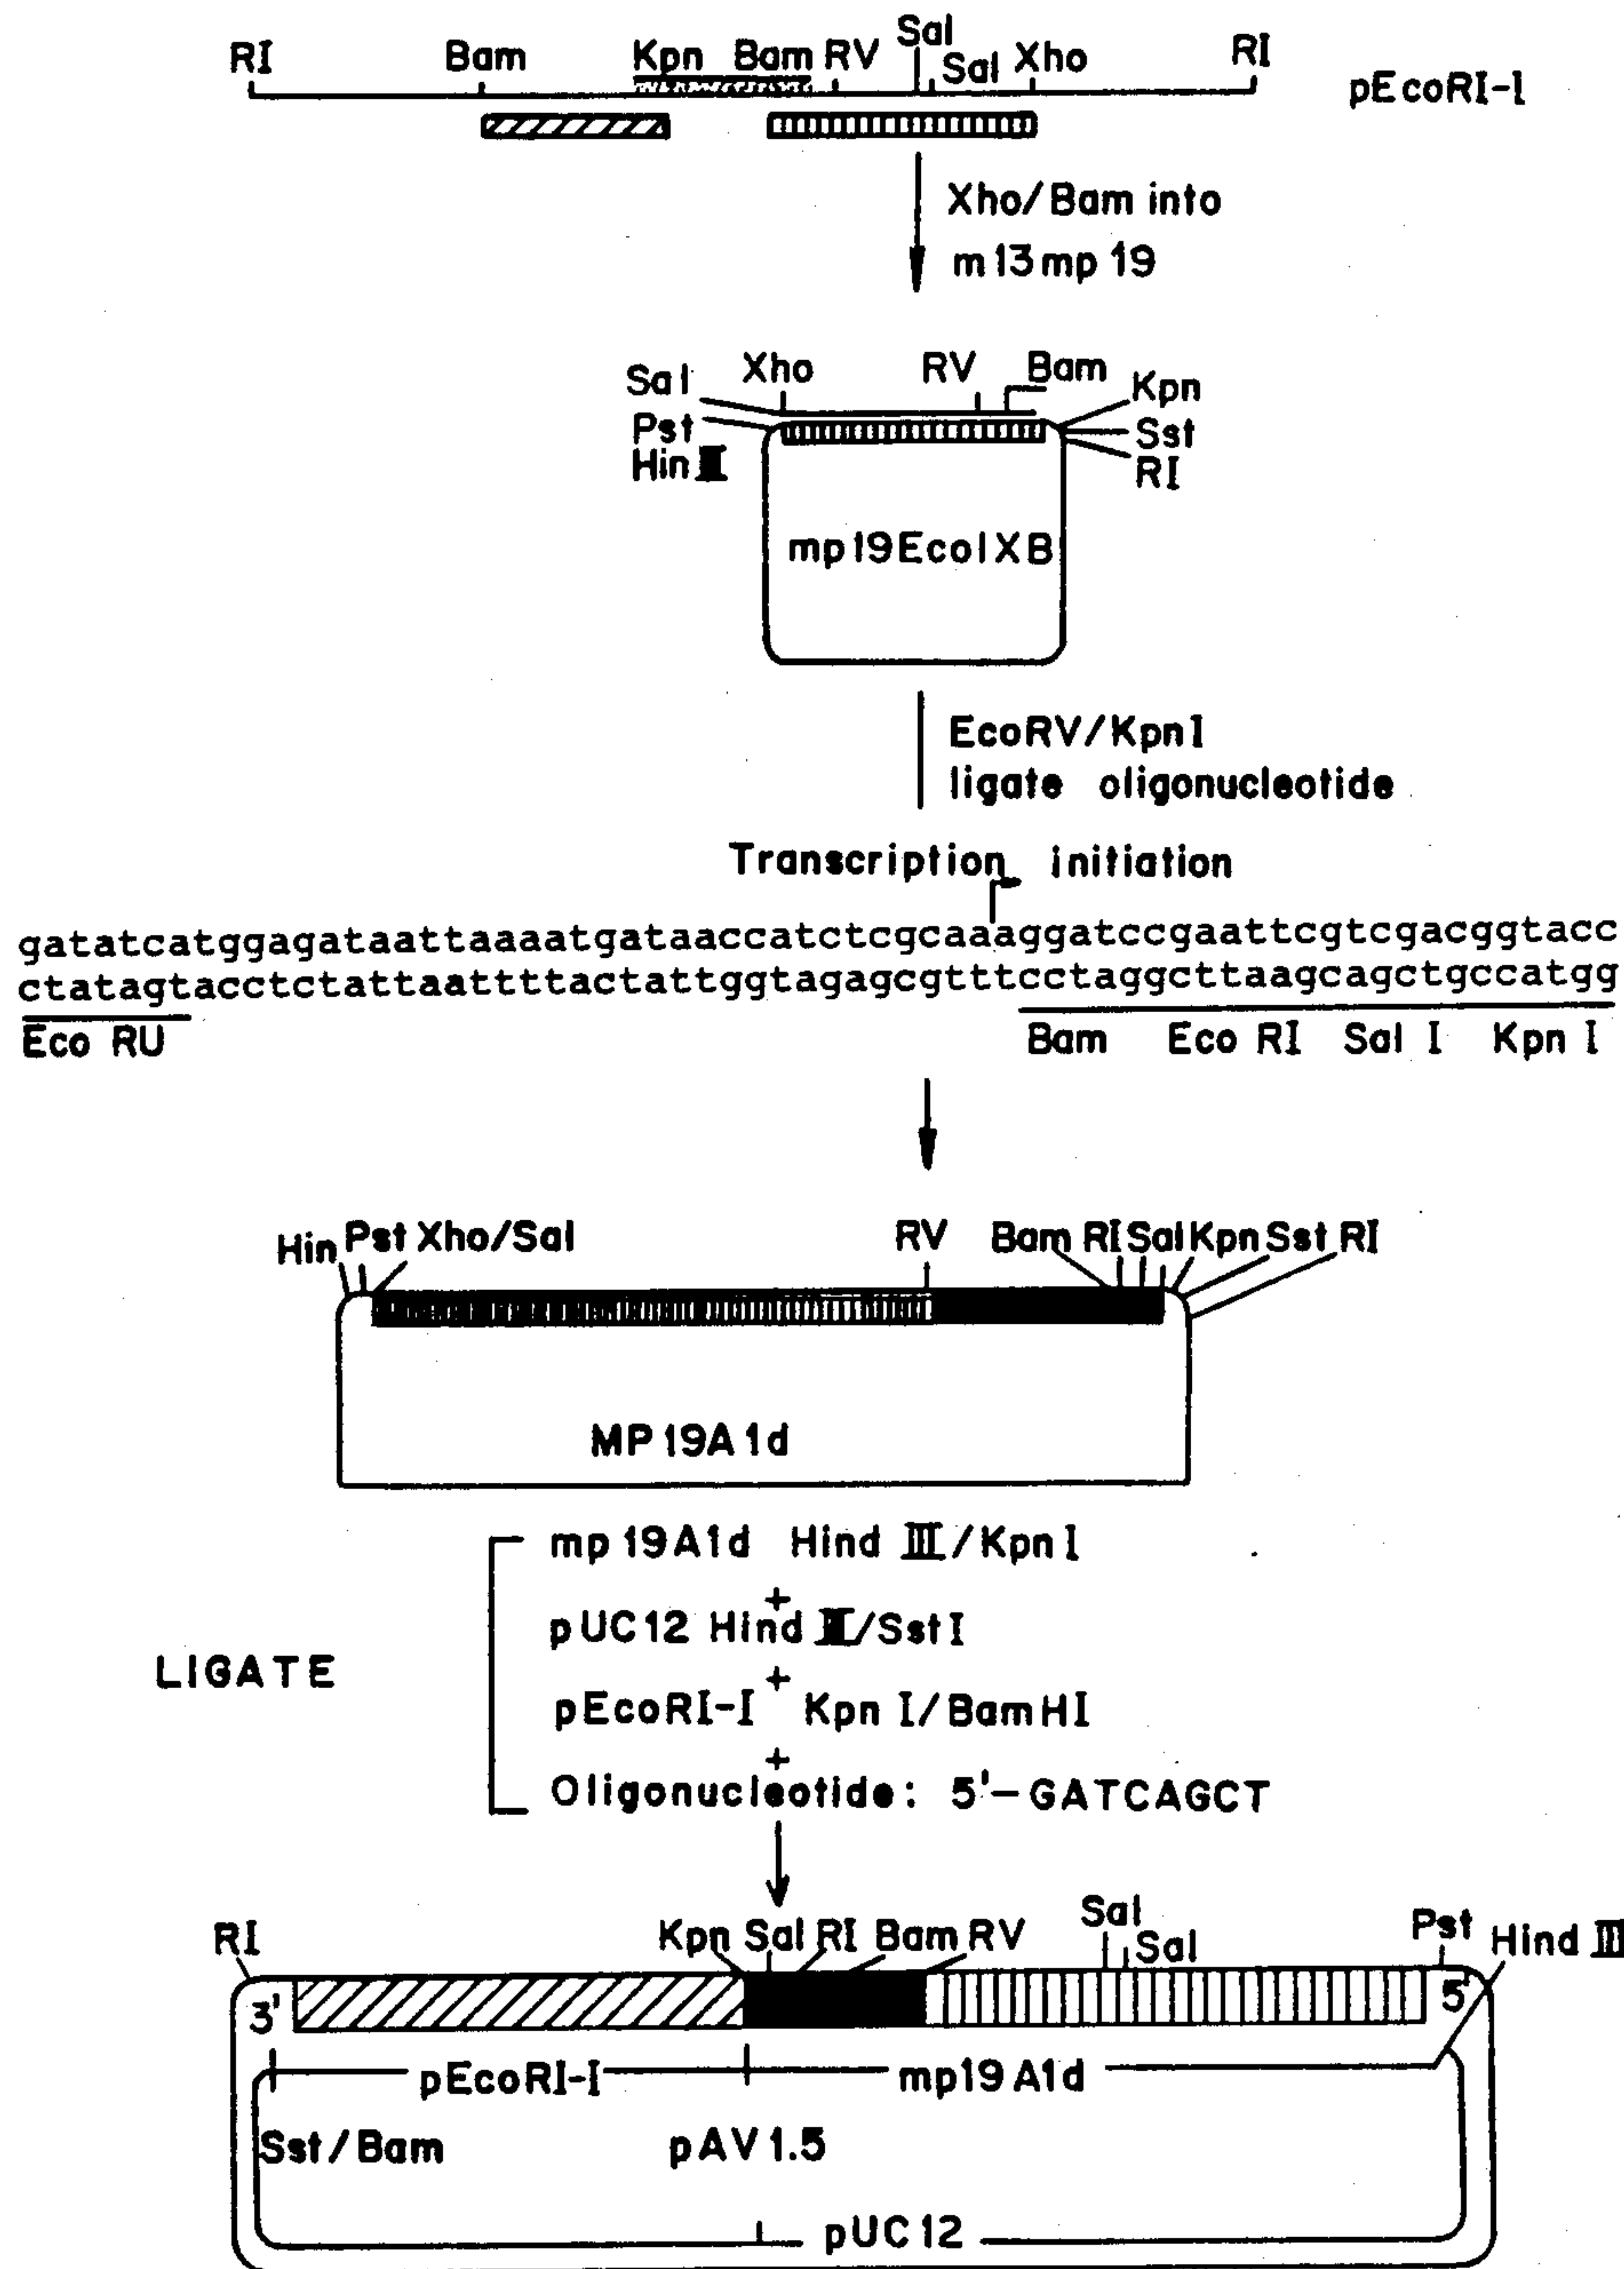 RI Bam Kpn Bam RV Sal Sal Xho RI pEcoRI-1
Xho/Bam into
m13mp 19
Sal Xho RV Bam Kpn
Pst Sst
Hin III RI
mp19Eco1XB
EcoRV/KpnI
ligate oligonucleotide
Transcription initiation
gatatcatggagataattaaaatgataaccatctcgcaaaggatccgaattcgtcgacggtacc
ctatagtacctctattaattttactattggtagagcgtttcctaggcttaagcagctgccatgg
Eco RU Bam Eco RI Sal I Kpn I
Hin Pst Xho/Sal RV Bam RI Sal Kpn Sst RI
MP19A1d
mp19A1d Hind III/KpnI
+
pUC12 Hind III/SstI
+
LIGATE
pEcoRI-I Kpn I/BamHI
+
Oligonucleotide: 5'-GATCAGCT
RI Kpn Sal RI Bam RV Sal Sal Pst Hind III
3' 5'
pEcoRI-I mp19A1d
Sst/Bam pAV1.5
pUC12